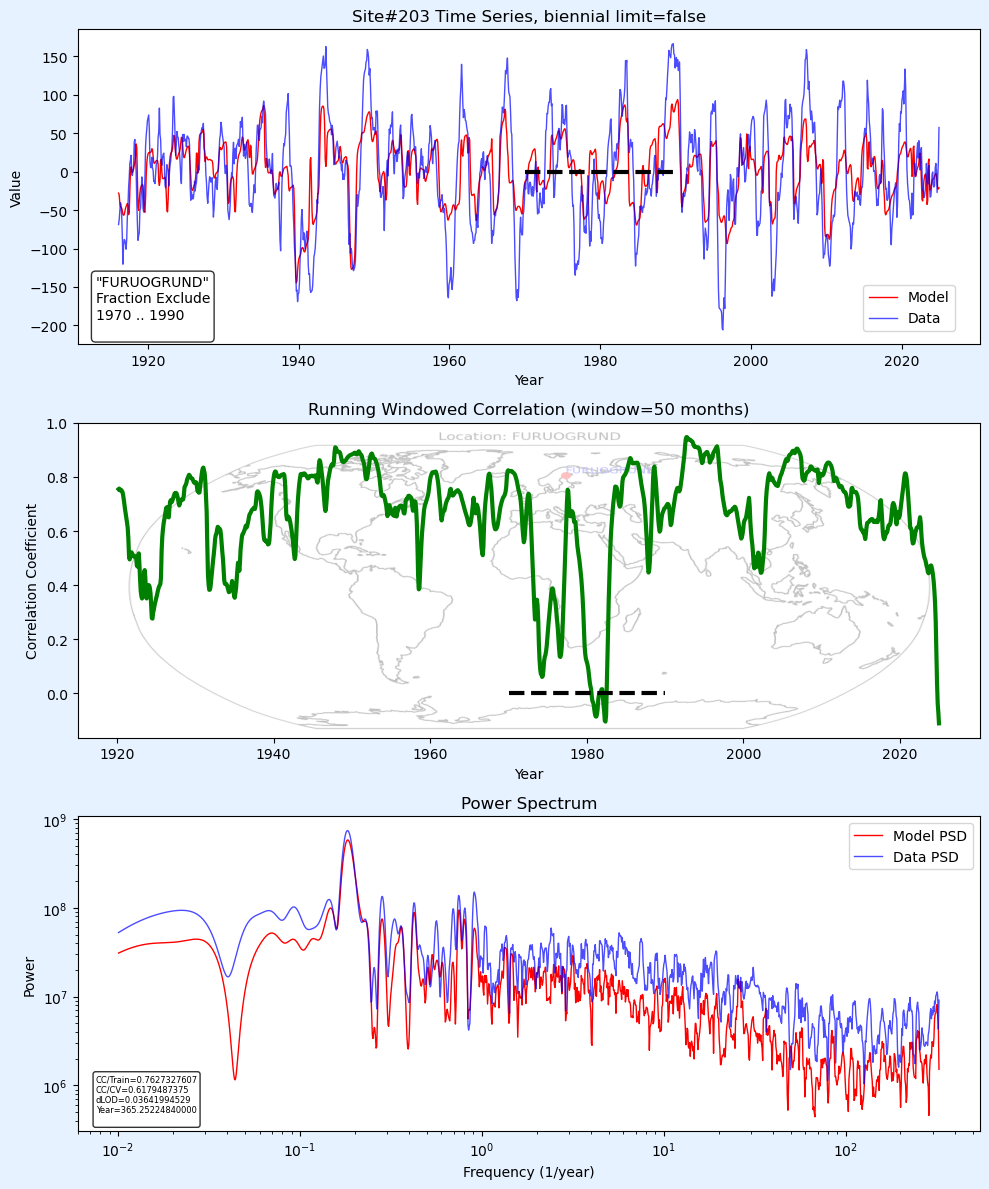 Site#203 Time Series, biennial limit=false
Value
150
100
50
0
−50
−100
−150
−200
"FURUOGRUND"
Fraction Exclude
1970 .. 1990
Model
Data
1920
1940
1960
1980
2000
2020
Year
Running Windowed Correlation (window=50 months)
Correlation Coefficient
1.0
0.8
0.6
0.4
0.2
0.0
Location: FURUOGRUND
FURUOGRUND
1920
1940
1960
1980
2000
2020
Year
Power Spectrum
Power
10⁹
10⁸
10⁷
10⁶
Model PSD
Data PSD
CC/Train=0.7627327607
CC/CV=0.6179487375
dLOD=0.03641994529
Year=365.25224840000
10⁻²
10⁻¹
10⁰
10¹
10²
Frequency (1/year)